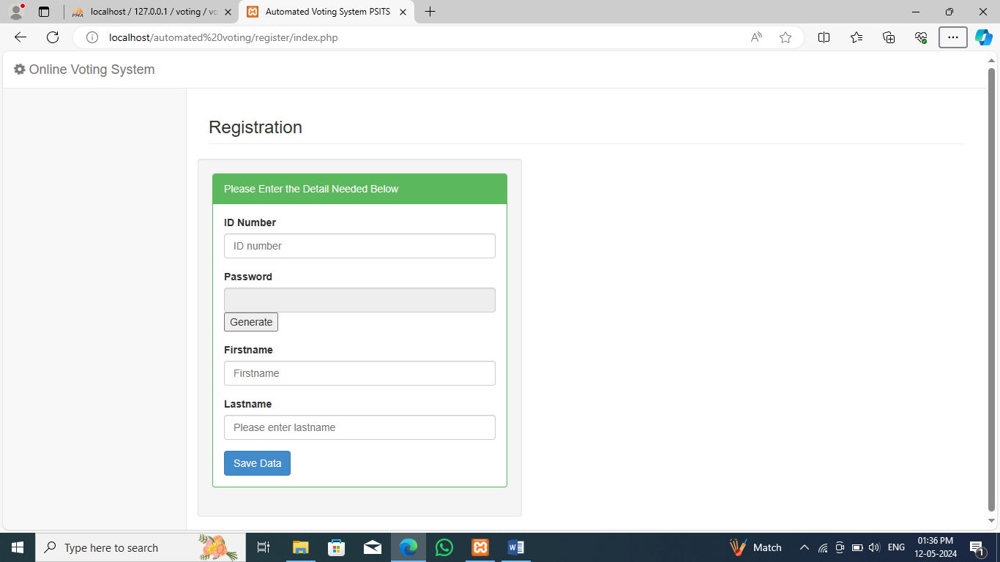 localhost / 127.0.0.1 / voting / vo
Automated Voting System PSITS
localhost/automated%20voting/register/index.php
Online Voting System
Registration
Please Enter the Detail Needed Below
ID Number
ID number
Password
Generate
Firstname
Firstname
Lastname
Please enter lastname
Save Data
Type here to search
Match
ENG
01:36 PM
12-05-2024
1